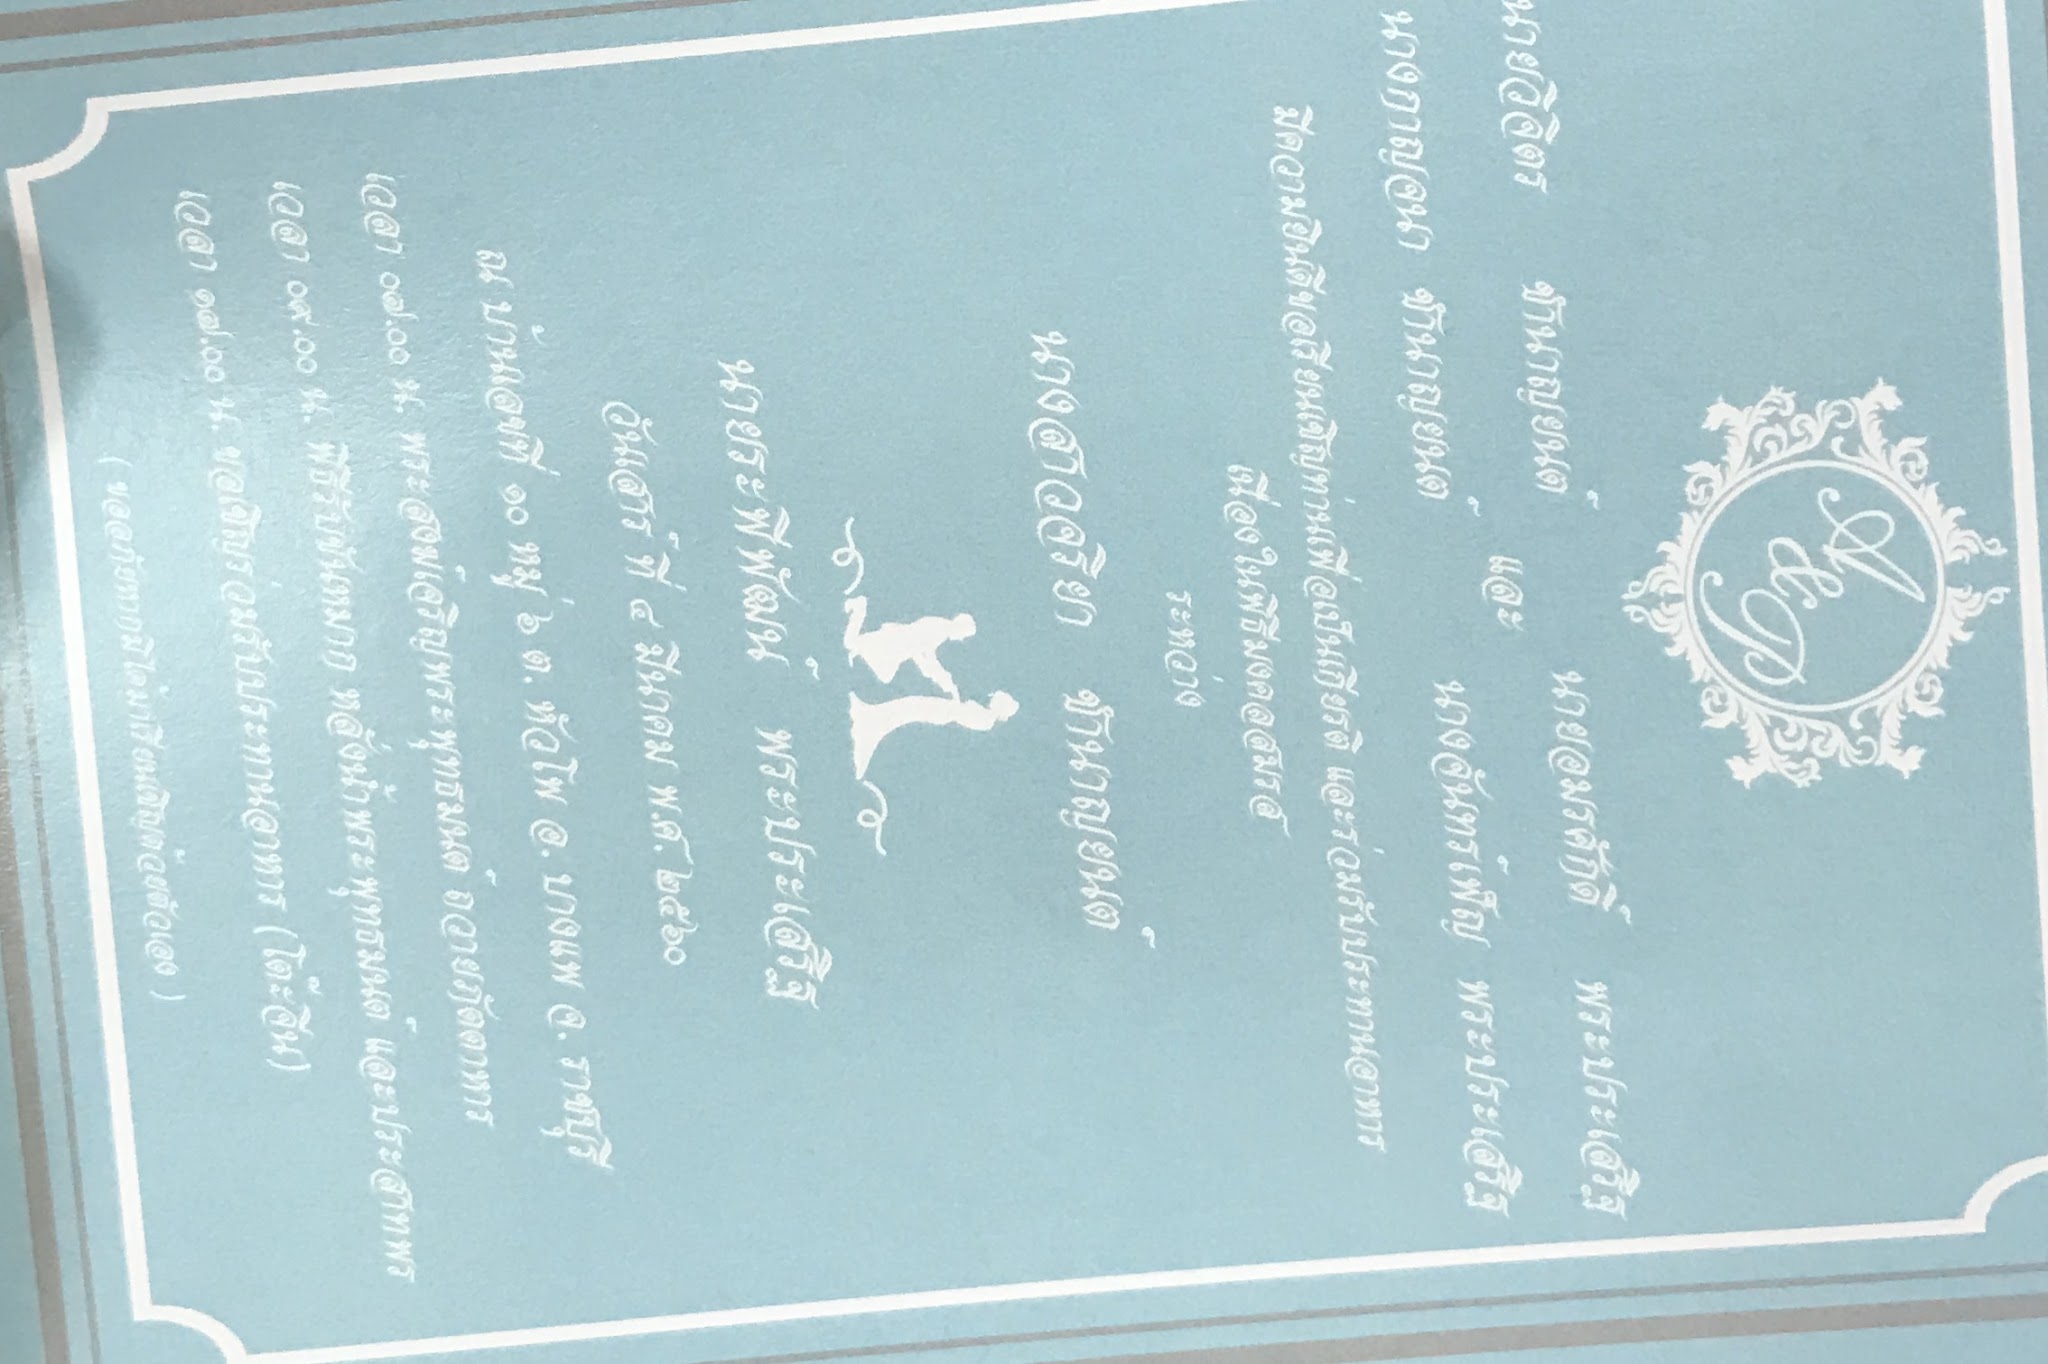 A
&
P
นายวิจิตร ชำนาญยนต์ นายอมรศักดิ์ พระประเสริฐ
และ
นางกาญจนา ชำนาญยนต์ นางจันทร์เพ็ญ พระประเสริฐ
มีความยินดีขอเรียนเชิญท่านเพื่อเป็นเกียรติ และร่วมรับประทานอาหาร
เนื่องในพิธีมงคลสมรส
ระหว่าง
นางสาวจริยา ชำนาญยนต์
นายระพีพัฒน์ พระประเสริฐ
วันเสาร์ ที่ ๔ มีนาคม พ.ศ. ๒๕๖๐
ณ บ้านเลขที่ ๑๐ หมู่ ๖ ต. หัวโพ อ. บางแพ จ. ราชบุรี
เวลา ๐๗.๐๐ น. พระสงฆ์เจริญพระพุทธมนต์ ถวายภัตตาหาร
เวลา ๐๙.๐๐ น. พิธีรับขันหมาก หลั่งน้ำพระพุทธมนต์ และประสาทพร
เวลา ๑๗.๐๐ น. ขอเชิญร่วมรับประทานอาหาร (โต๊ะจีน)
( ขออภัยหากมิได้มาเรียนเชิญด้วยตัวเอง )